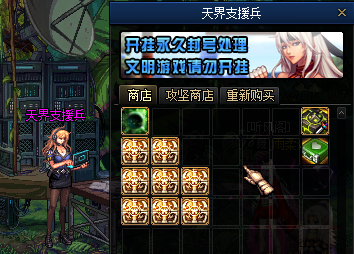 天界支援兵
开挂永久封号处理
文明游戏请勿开挂
商店 攻坚商店 重新购买
天界支援兵